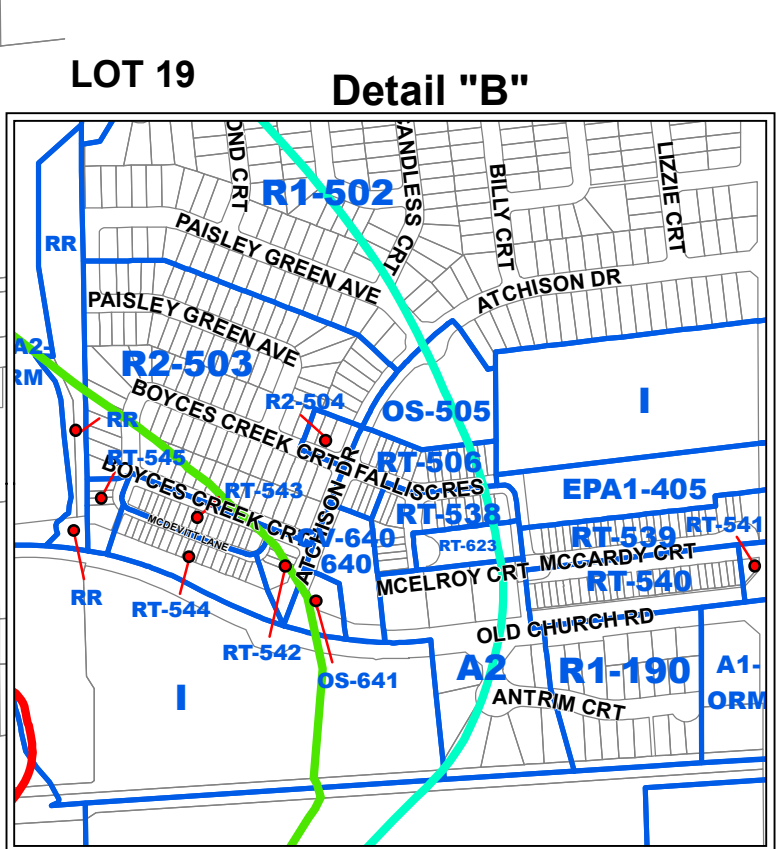 LOT 19
Detail "B"
OND CRT
ANDLESS CRT
BILLY CRT
LIZZIE CRT
R1-502
RR
PAISLEY GREEN AVE
ATCHISON DR
PAISLEY GREEN AVE
A2-
RM
R2-503
BOYCES CREEK CRT
R2-504
OS-505
I
RR
RT-545
BOYCES CREEK CRT
RT-543
ATCHISON DR
RT-506
FALLIS CRES
EPA1-405
RT-538
MCDEVITT LANE
640
640
RT-623
RT-539
RT-541
MCELROY CRT
MCCARDY CRT
RT-540
RR
RT-544
OLD CHURCH RD
RT-542
OS-641
A2
R1-190
A1-
ORM
I
ANTRIM CRT